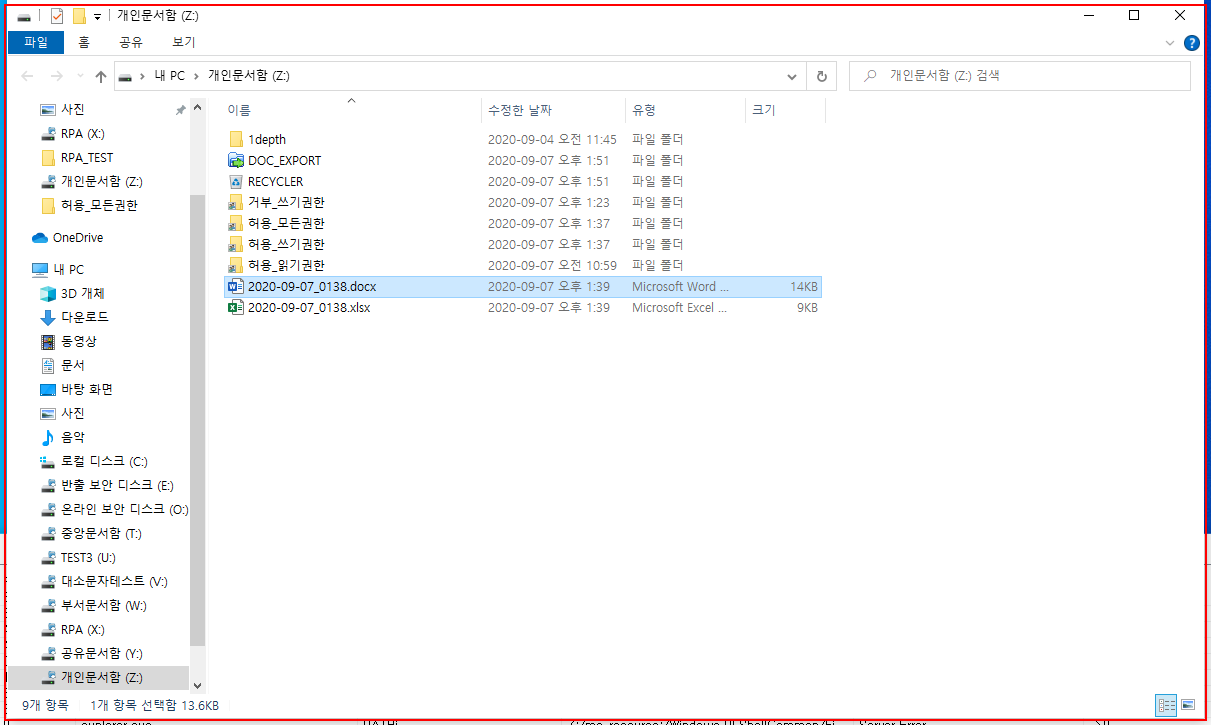 개인문서함 (Z:)
파일 홈 공유 보기
내 PC 개인문서함 (Z:)
개인문서함 (Z:) 검색
사진
RPA (X:)
RPA_TEST
개인문서함 (Z:)
허용_모든권한
OneDrive
내 PC
3D 개체
다운로드
동영상
문서
바탕 화면
사진
음악
로컬 디스크 (C:)
반출 보안 디스크 (E:)
온라인 보안 디스크 (O:)
중앙문서함 (T:)
TEST3 (U:)
대소문자테스트 (V:)
부서문서함 (W:)
RPA (X:)
공유문서함 (Y:)
개인문서함 (Z:)
이름 수정한 날짜 유형 크기
1depth 2020-09-04 오전 11:45 파일 폴더
DOC_EXPORT 2020-09-07 오후 1:51 파일 폴더
RECYCLER 2020-09-07 오후 1:51 파일 폴더
거부_쓰기권한 2020-09-07 오후 1:23 파일 폴더
허용_모든권한 2020-09-07 오후 1:37 파일 폴더
허용_쓰기권한 2020-09-07 오후 1:37 파일 폴더
허용_읽기권한 2020-09-07 오전 10:59 파일 폴더
2020-09-07_0138.docx 2020-09-07 오후 1:39 Microsoft Word ... 14KB
2020-09-07_0138.xlsx 2020-09-07 오후 1:39 Microsoft Excel ... 9KB
9개 항목 1개 항목 선택함 13.6KB